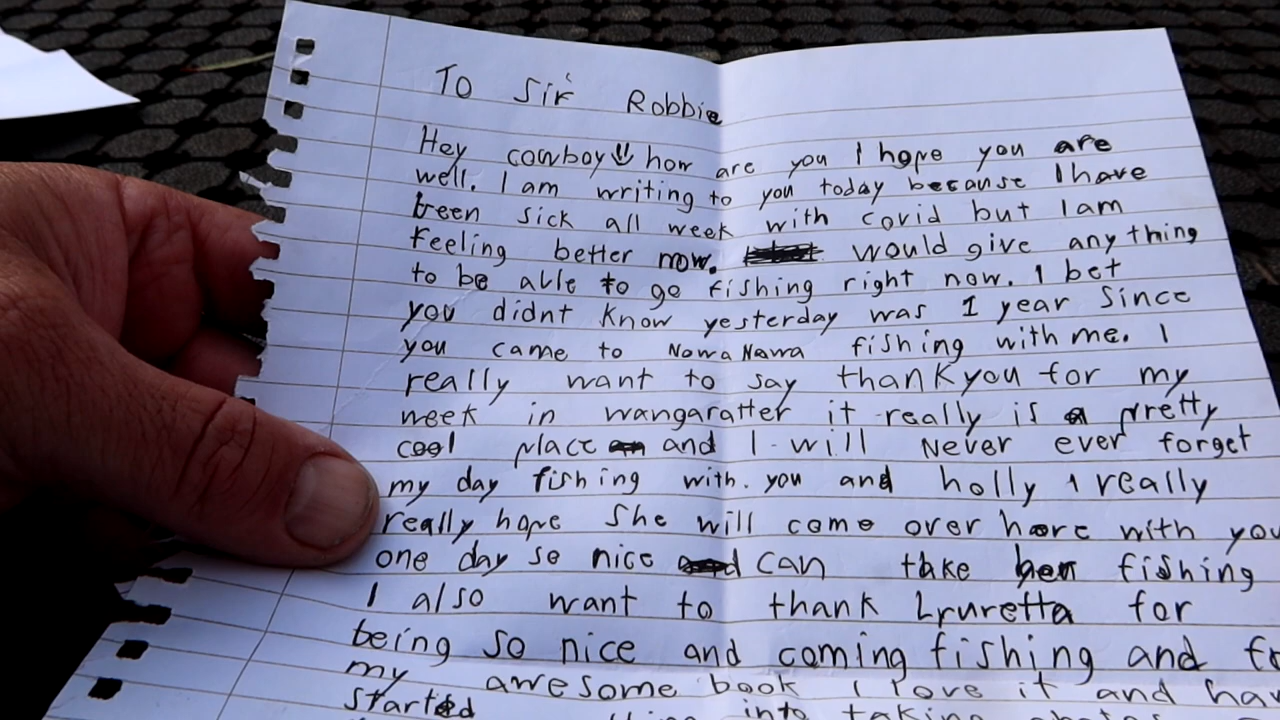 To Sir Robbie
Hey cowboy how are you I hope you are
well. I am writing to you today because I have
been sick all week with covid but I am
Feeling better now. would give anything
to be able to go fishing right now. I bet
you didnt know yesterday was 1 year Since
you came to Nowa Nowa fishing with me. I
really want to say thankyou for my
week in wangaratter it really is a pretty
cool place and I will Never ever forget
my day fishing with. you and holly I really
really hope She will come over here with you
one day so nice can take her fishing
I also want to thank for
being so nice and coming fishing and
my awesome book I love it and
Started into taking